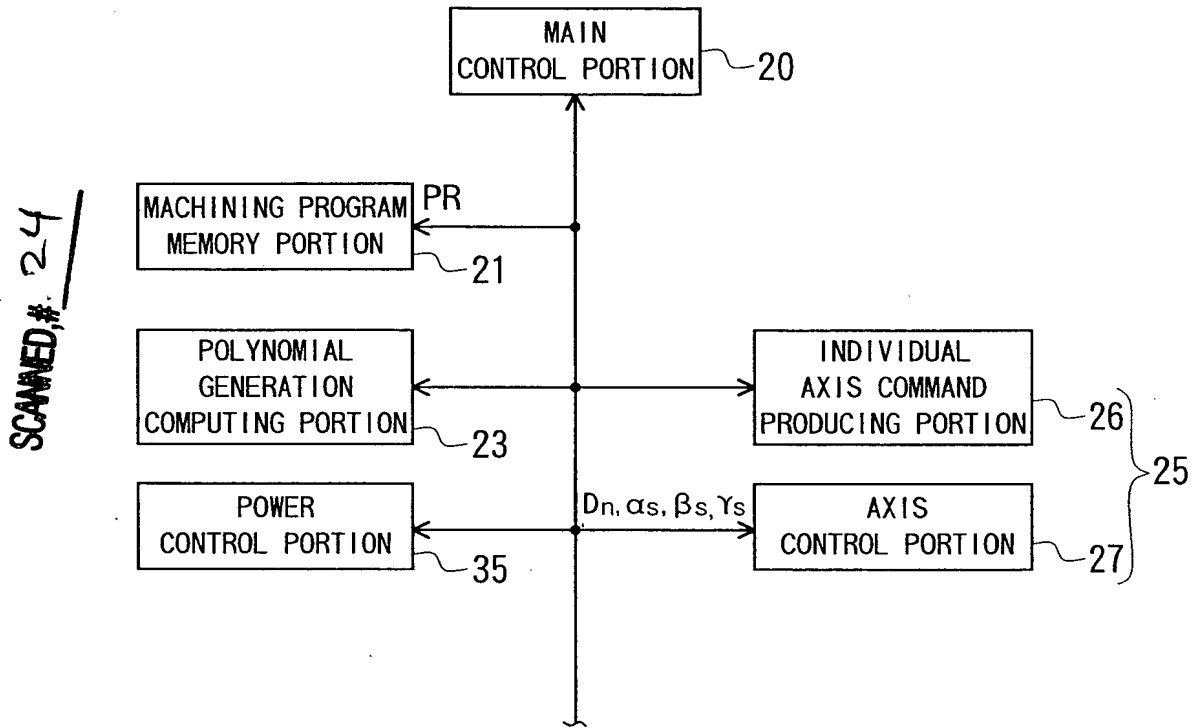 MAIN
CONTROL PORTION
20
MACHINING PROGRAM
MEMORY PORTION
PR
21
SCANNED,# 24
POLYNOMIAL
GENERATION
COMPUTING PORTION
23
INDIVIDUAL
AXIS COMMAND
PRODUCING PORTION
26
25
POWER
CONTROL PORTION
35
Dn, αs, βs, γs
AXIS
CONTROL PORTION
27